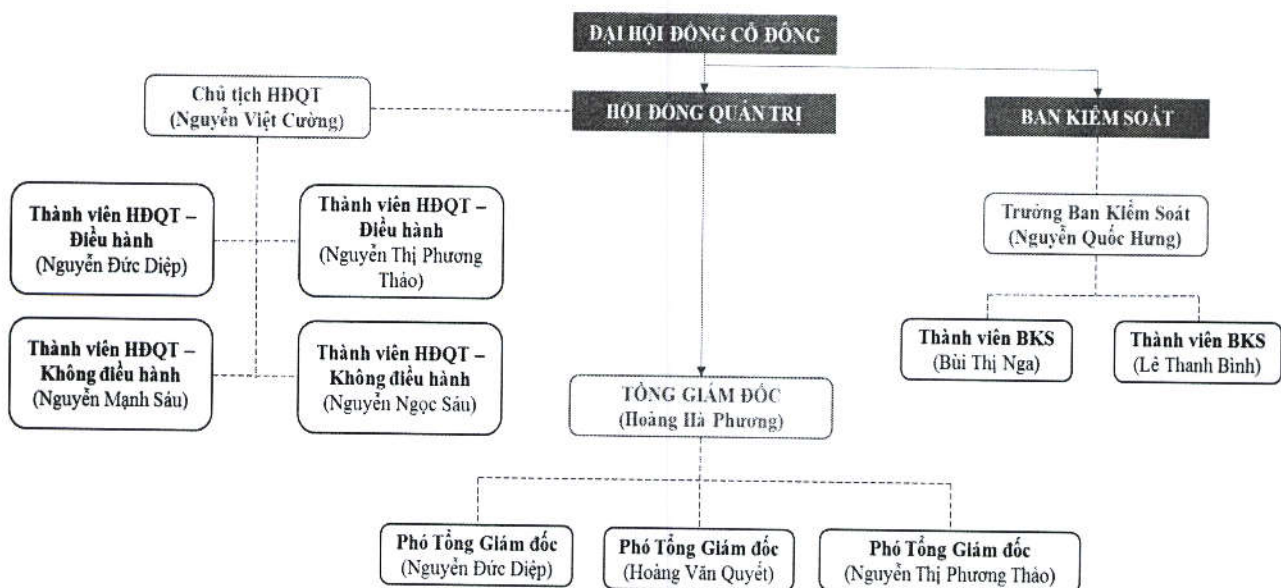 ĐẠI HỘI ĐỒNG CỔ ĐÔNG
Chủ tịch HĐQT
(Nguyễn Việt Cường)
HỘI ĐỒNG QUẢN TRỊ
BAN KIỂM SOÁT
Thành viên HĐQT –
Điều hành
(Nguyễn Đức Diệp)
Thành viên HĐQT –
Điều hành
(Nguyễn Thị Phương
Thảo)
Trưởng Ban Kiểm Soát
(Nguyễn Quốc Hưng)
Thành viên HĐQT –
Không điều hành
(Nguyễn Mạnh Sáu)
Thành viên HĐQT –
Không điều hành
(Nguyễn Ngọc Sáu)
Thành viên BKS
(Bùi Thị Nga)
Thành viên BKS
(Lê Thanh Bình)
TỔNG GIÁM ĐỐC
(Hoàng Hà Phương)
Phó Tổng Giám đốc
(Nguyễn Đức Diệp)
Phó Tổng Giám đốc
(Hoàng Văn Quyết)
Phó Tổng Giám đốc
(Nguyễn Thị Phương Thảo)